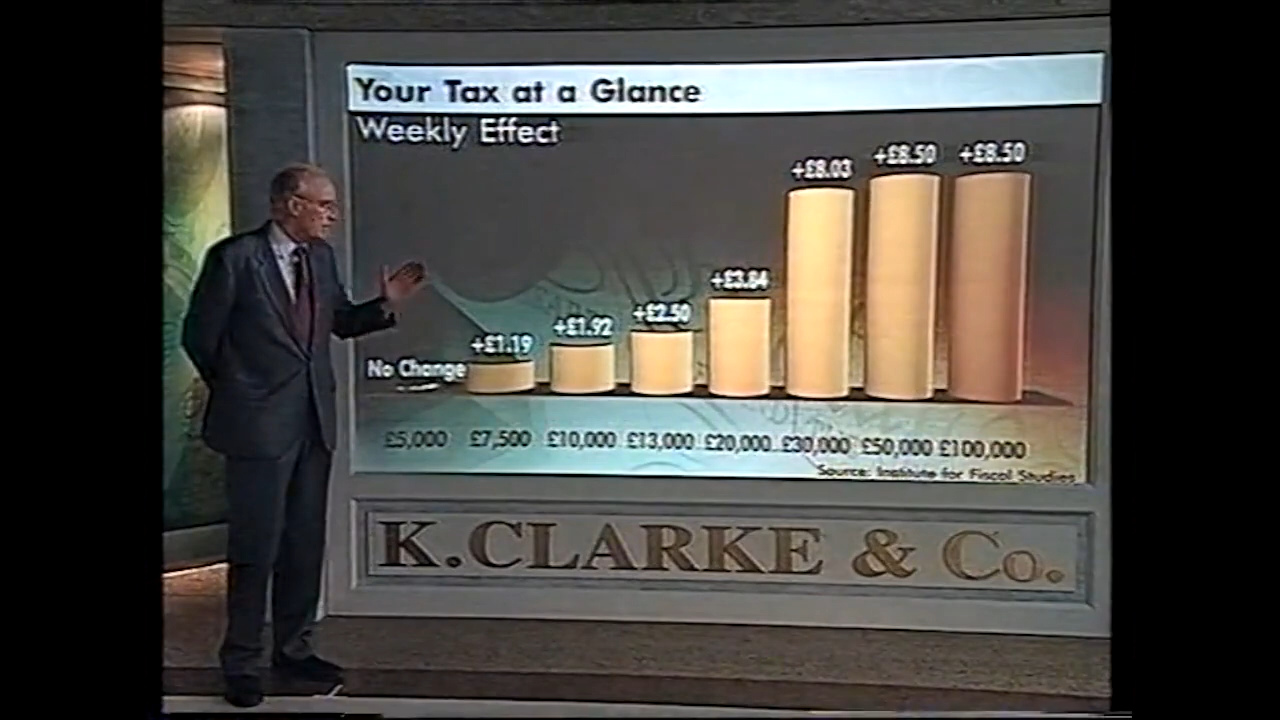 Your Tax at a Glance
Weekly Effect
No Change +£1.19 +£1.92 +£2.50 +£3.84 +£8.03 +£8.50 +£8.50
£5,000 £7,500 £10,000 £13,000 £20,000 £30,000 £50,000 £100,000
Source: Institute for Fiscal Studies
K.CLARKE & Co.